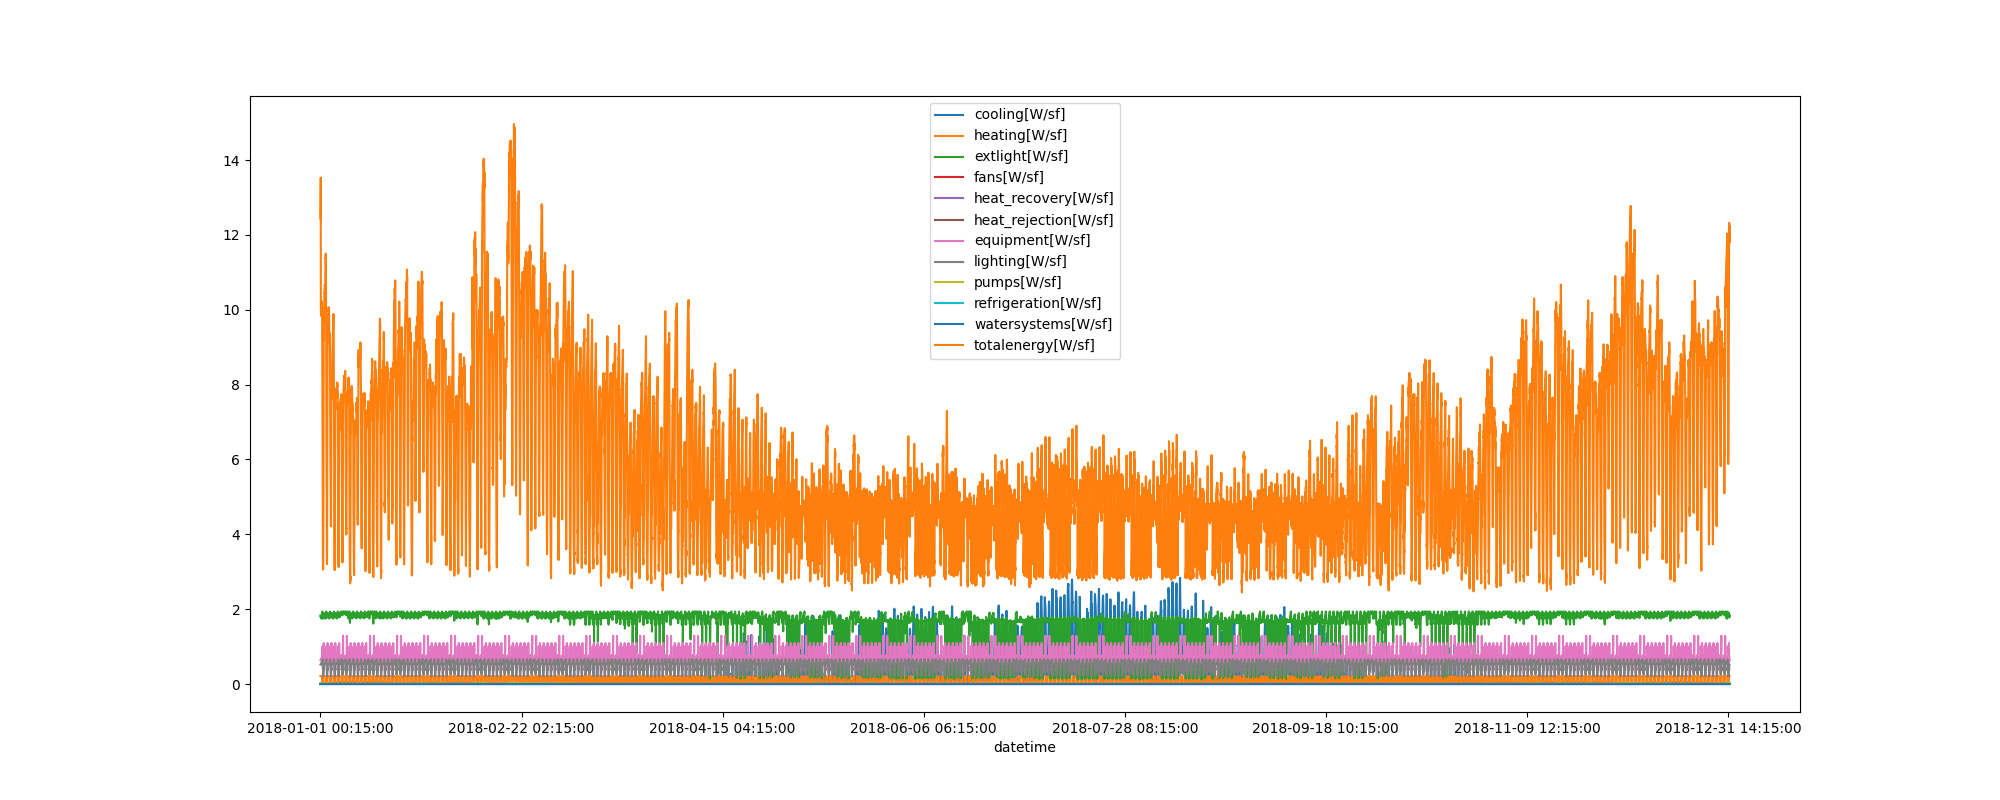 cooling[W/sf]
heating[W/sf]
extlight[W/sf]
fans[W/sf]
heat_recovery[W/sf]
heat_rejection[W/sf]
equipment[W/sf]
lighting[W/sf]
pumps[W/sf]
refrigeration[W/sf]
watersystems[W/sf]
totalenergy[W/sf]
14
12
10
8
6
4
2
0
2018-01-01 00:15:00 2018-02-22 02:15:00 2018-04-15 04:15:00 2018-06-06 06:15:00 2018-07-28 08:15:00 2018-09-18 10:15:00 2018-11-09 12:15:00 2018-12-31 14:15:00
datetime